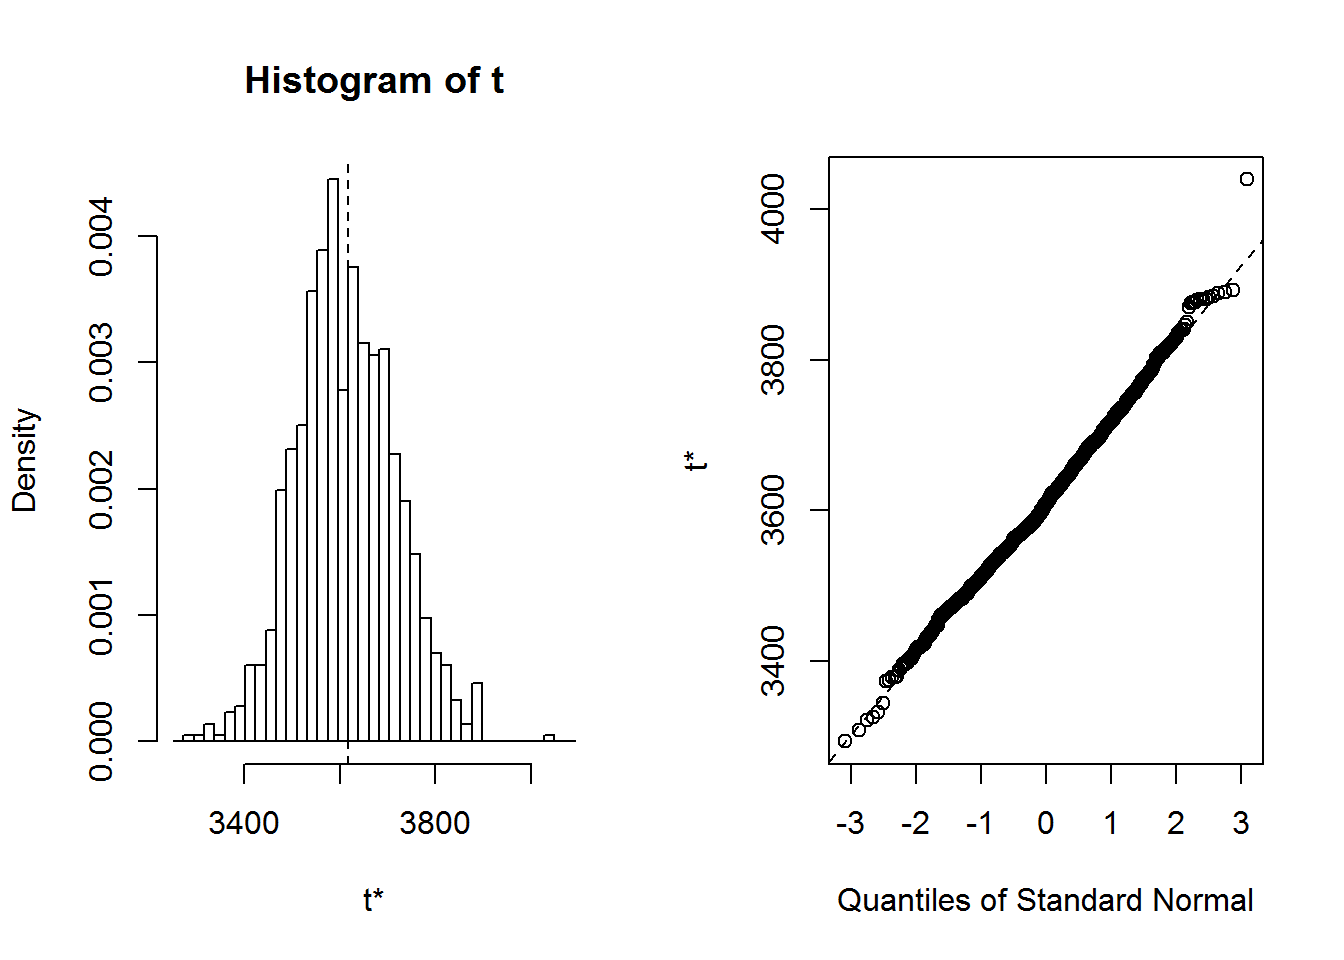 Histogram of t
Density
0.004
0.003
0.002
0.001
0.000
3400 3800
t*
t*
4000
3800
3600
3400
-3 -2 -1 0 1 2 3
Quantiles of Standard Normal